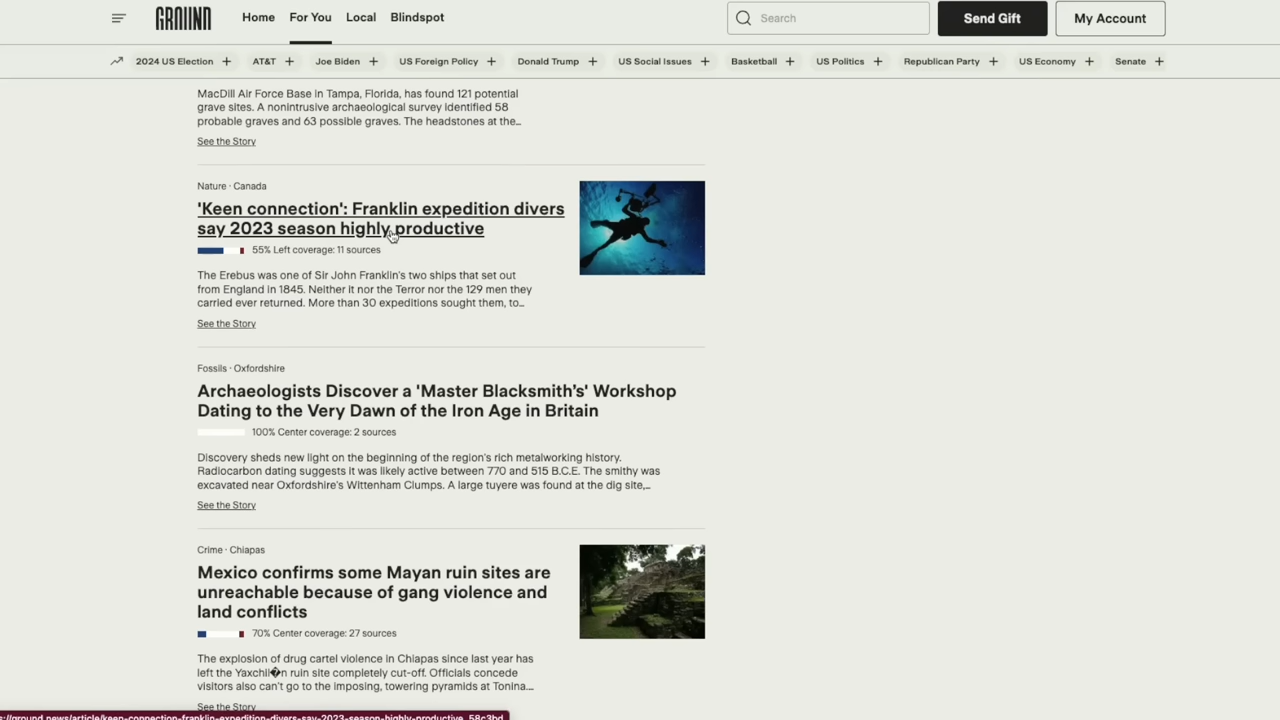 GROUND
Home
For You
Local
Blindspot
Search
Send Gift
My Account
2024 US Election +
AT&T +
Joe Biden +
US Foreign Policy +
Donald Trump +
US Social Issues +
Basketball +
US Politics +
Republican Party +
US Economy +
Senate +
MacDill Air Force Base in Tampa, Florida, has found 121 potential
grave sites. A nonintrusive archaeological survey identified 58
probable graves and 63 possible graves. The headstones at the…
See the Story
Nature · Canada
'Keen connection': Franklin expedition divers
say 2023 season highly productive
55% Left coverage: 11 sources
The Erebus was one of Sir John Franklin's two ships that set out
from England in 1845. Neither it nor the Terror nor the 129 men they
carried ever returned. More than 30 expeditions sought them, to…
See the Story
Fossils · Oxfordshire
Archaeologists Discover a 'Master Blacksmith's' Workshop
Dating to the Very Dawn of the Iron Age in Britain
100% Center coverage: 2 sources
Discovery sheds new light on the beginning of the region's rich metalworking history.
Radiocarbon dating suggests it was likely active between 770 and 515 B.C.E. The smithy was
excavated near Oxfordshire's Wittenham Clumps. A large tuyere was found at the dig site,…
See the Story
Crime · Chiapas
Mexico confirms some Mayan ruin sites are
unreachable because of gang violence and
land conflicts
70% Center coverage: 27 sources
The explosion of drug cartel violence in Chiapas since last year has
left the Yaxchil�n ruin site completely cut-off. Officials concede
visitors also can't go to the imposing, towering pyramids at Tonina.…
See the Story
s://ground.news/article/keen-connection-franklin-expedition-divers-say-2023-season-highly-productive_58c3bd